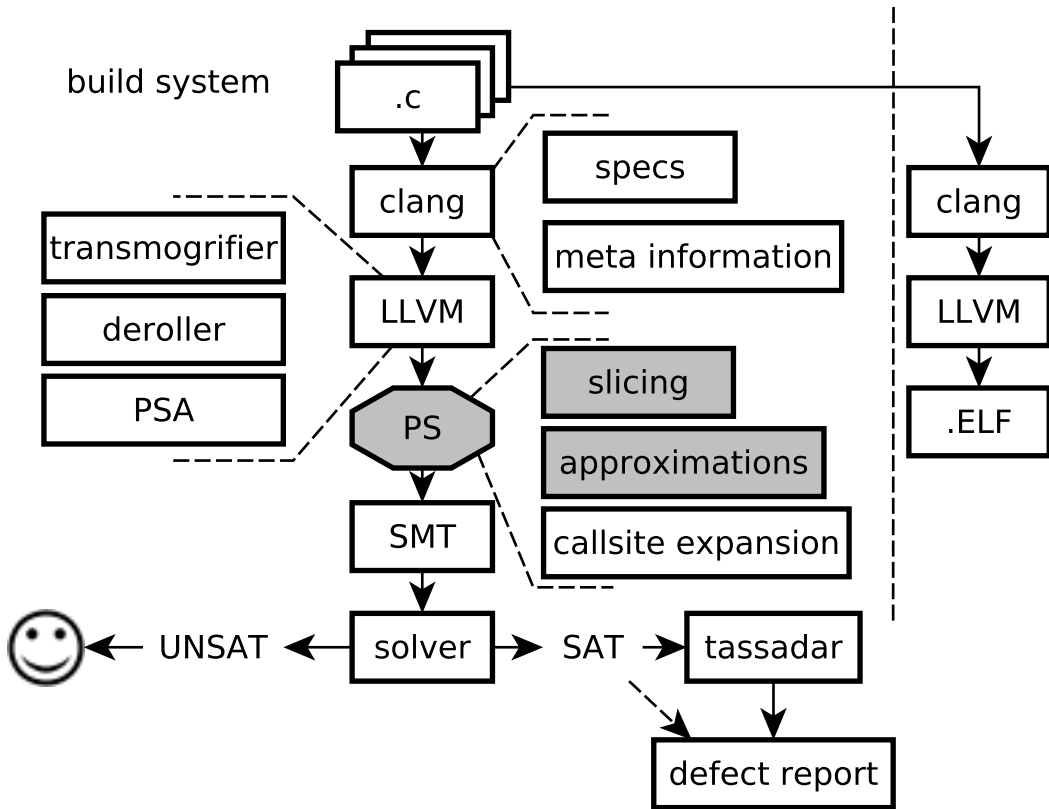 build system
.c
specs
clang
clang
transmogrifier
meta information
deroller
LLVM
LLVM
PSA
slicing
PS
.ELF
approximations
SMT
callsite expansion
UNSAT
solver
SAT
tassadar
defect report